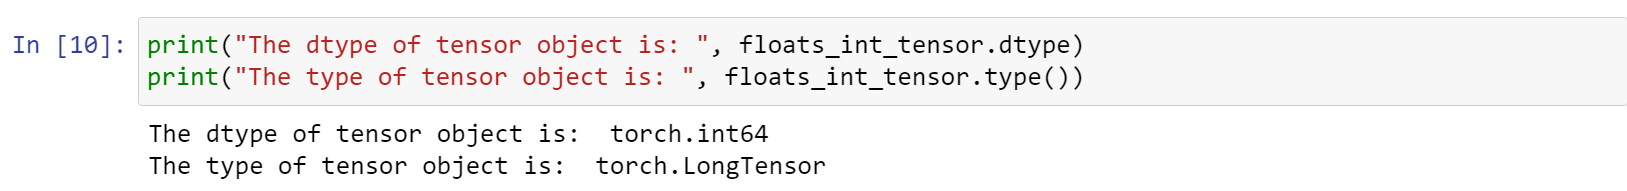 In [10]: print("The dtype of tensor object is: ", floats_int_tensor.dtype)
print("The type of tensor object is: ", floats_int_tensor.type())
The dtype of tensor object is:  torch.int64
The type of tensor object is:  torch.LongTensor